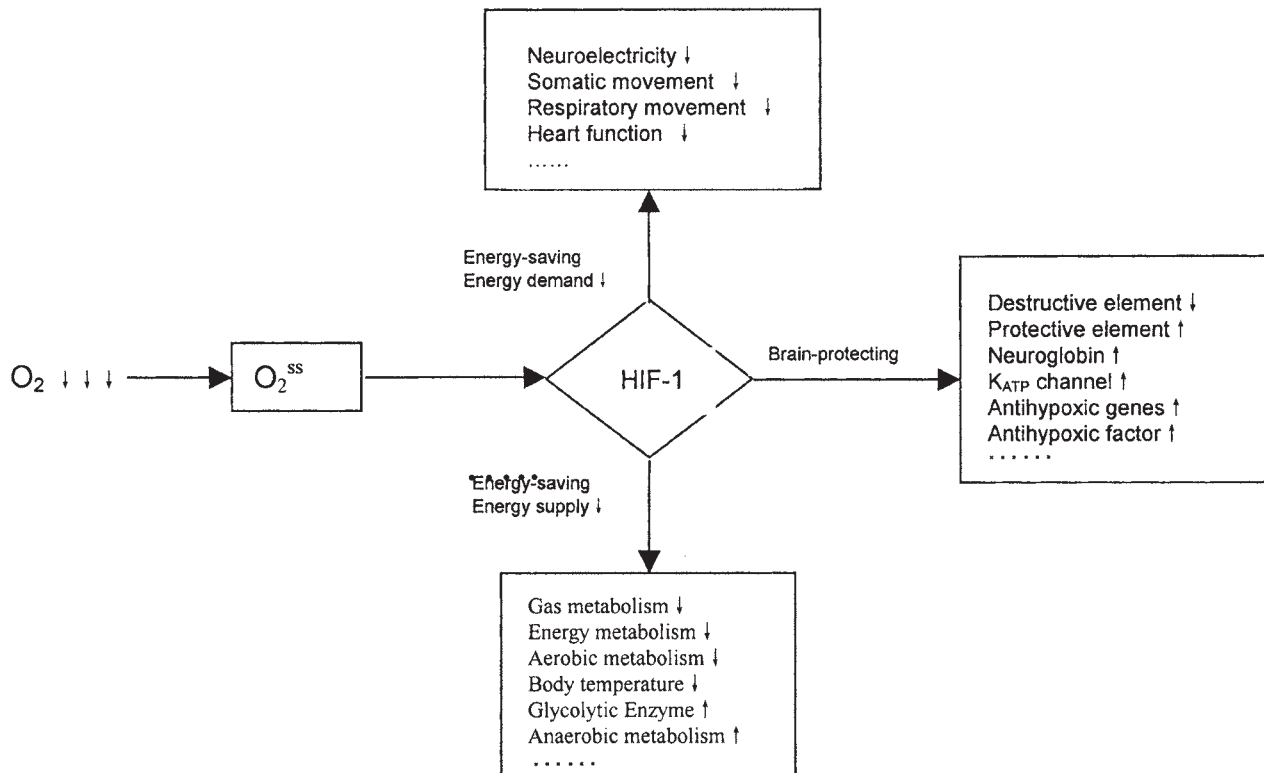 Neuroelectricity ↓
Somatic movement ↓
Respiratory movement ↓
Heart function ↓
......
Energy-saving
Energy demand ↓
O₂ ↓ ↓ ↓
O₂ˢˢ
HIF-1
Brain-protecting
Destructive element ↓
Protective element ↑
Neuroglobin ↑
K_ATP channel ↑
Antihypoxic genes ↑
Antihypoxic factor ↑
......
Energy-saving
Energy supply ↓
Gas metabolism ↓
Energy metabolism ↓
Aerobic metabolism ↓
Body temperature ↓
Glycolytic Enzyme ↑
Anaerobic metabolism ↑
......